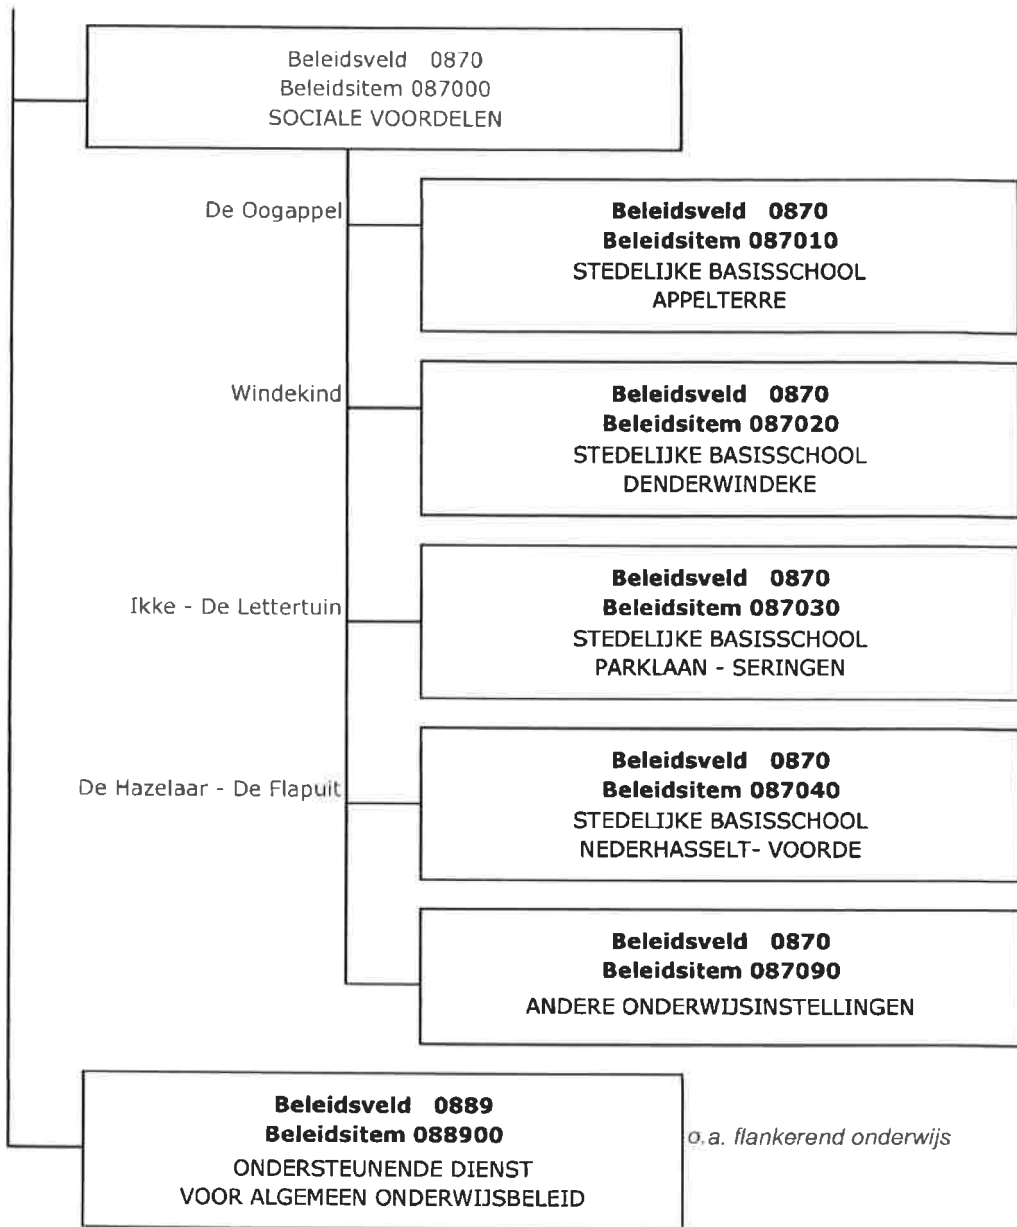 Beleidsveld 0870
Beleidsitem 087000
SOCIALE VOORDELEN
De Oogappel
Beleidsveld 0870
Beleidsitem 087010
STEDELIJKE BASISSCHOOL
APPELTERRE
Windekind
Beleidsveld 0870
Beleidsitem 087020
STEDELIJKE BASISSCHOOL
DENDERWINDEKE
Ikke - De Lettertuin
Beleidsveld 0870
Beleidsitem 087030
STEDELIJKE BASISSCHOOL
PARKLAAN - SERINGEN
De Hazelaar - De Flapuit
Beleidsveld 0870
Beleidsitem 087040
STEDELIJKE BASISSCHOOL
NEDERHASSELT- VOORDE
Beleidsveld 0870
Beleidsitem 087090
ANDERE ONDERWIJSINSTELLINGEN
Beleidsveld 0889
Beleidsitem 088900
ONDERSTEUNENDE DIENST
VOOR ALGEMEEN ONDERWIJSBELEID
o.a. flankerend onderwijs